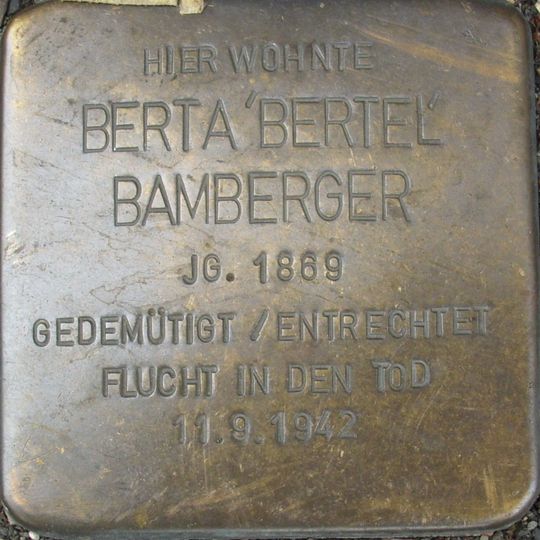 HIER WOHNTE
BERTA 'BERTEL'
BAMBERGER
JG. 1869
GEDEMÜTIGT / ENTRECHTET
FLUCHT IN DEN TOD
11.9.1942